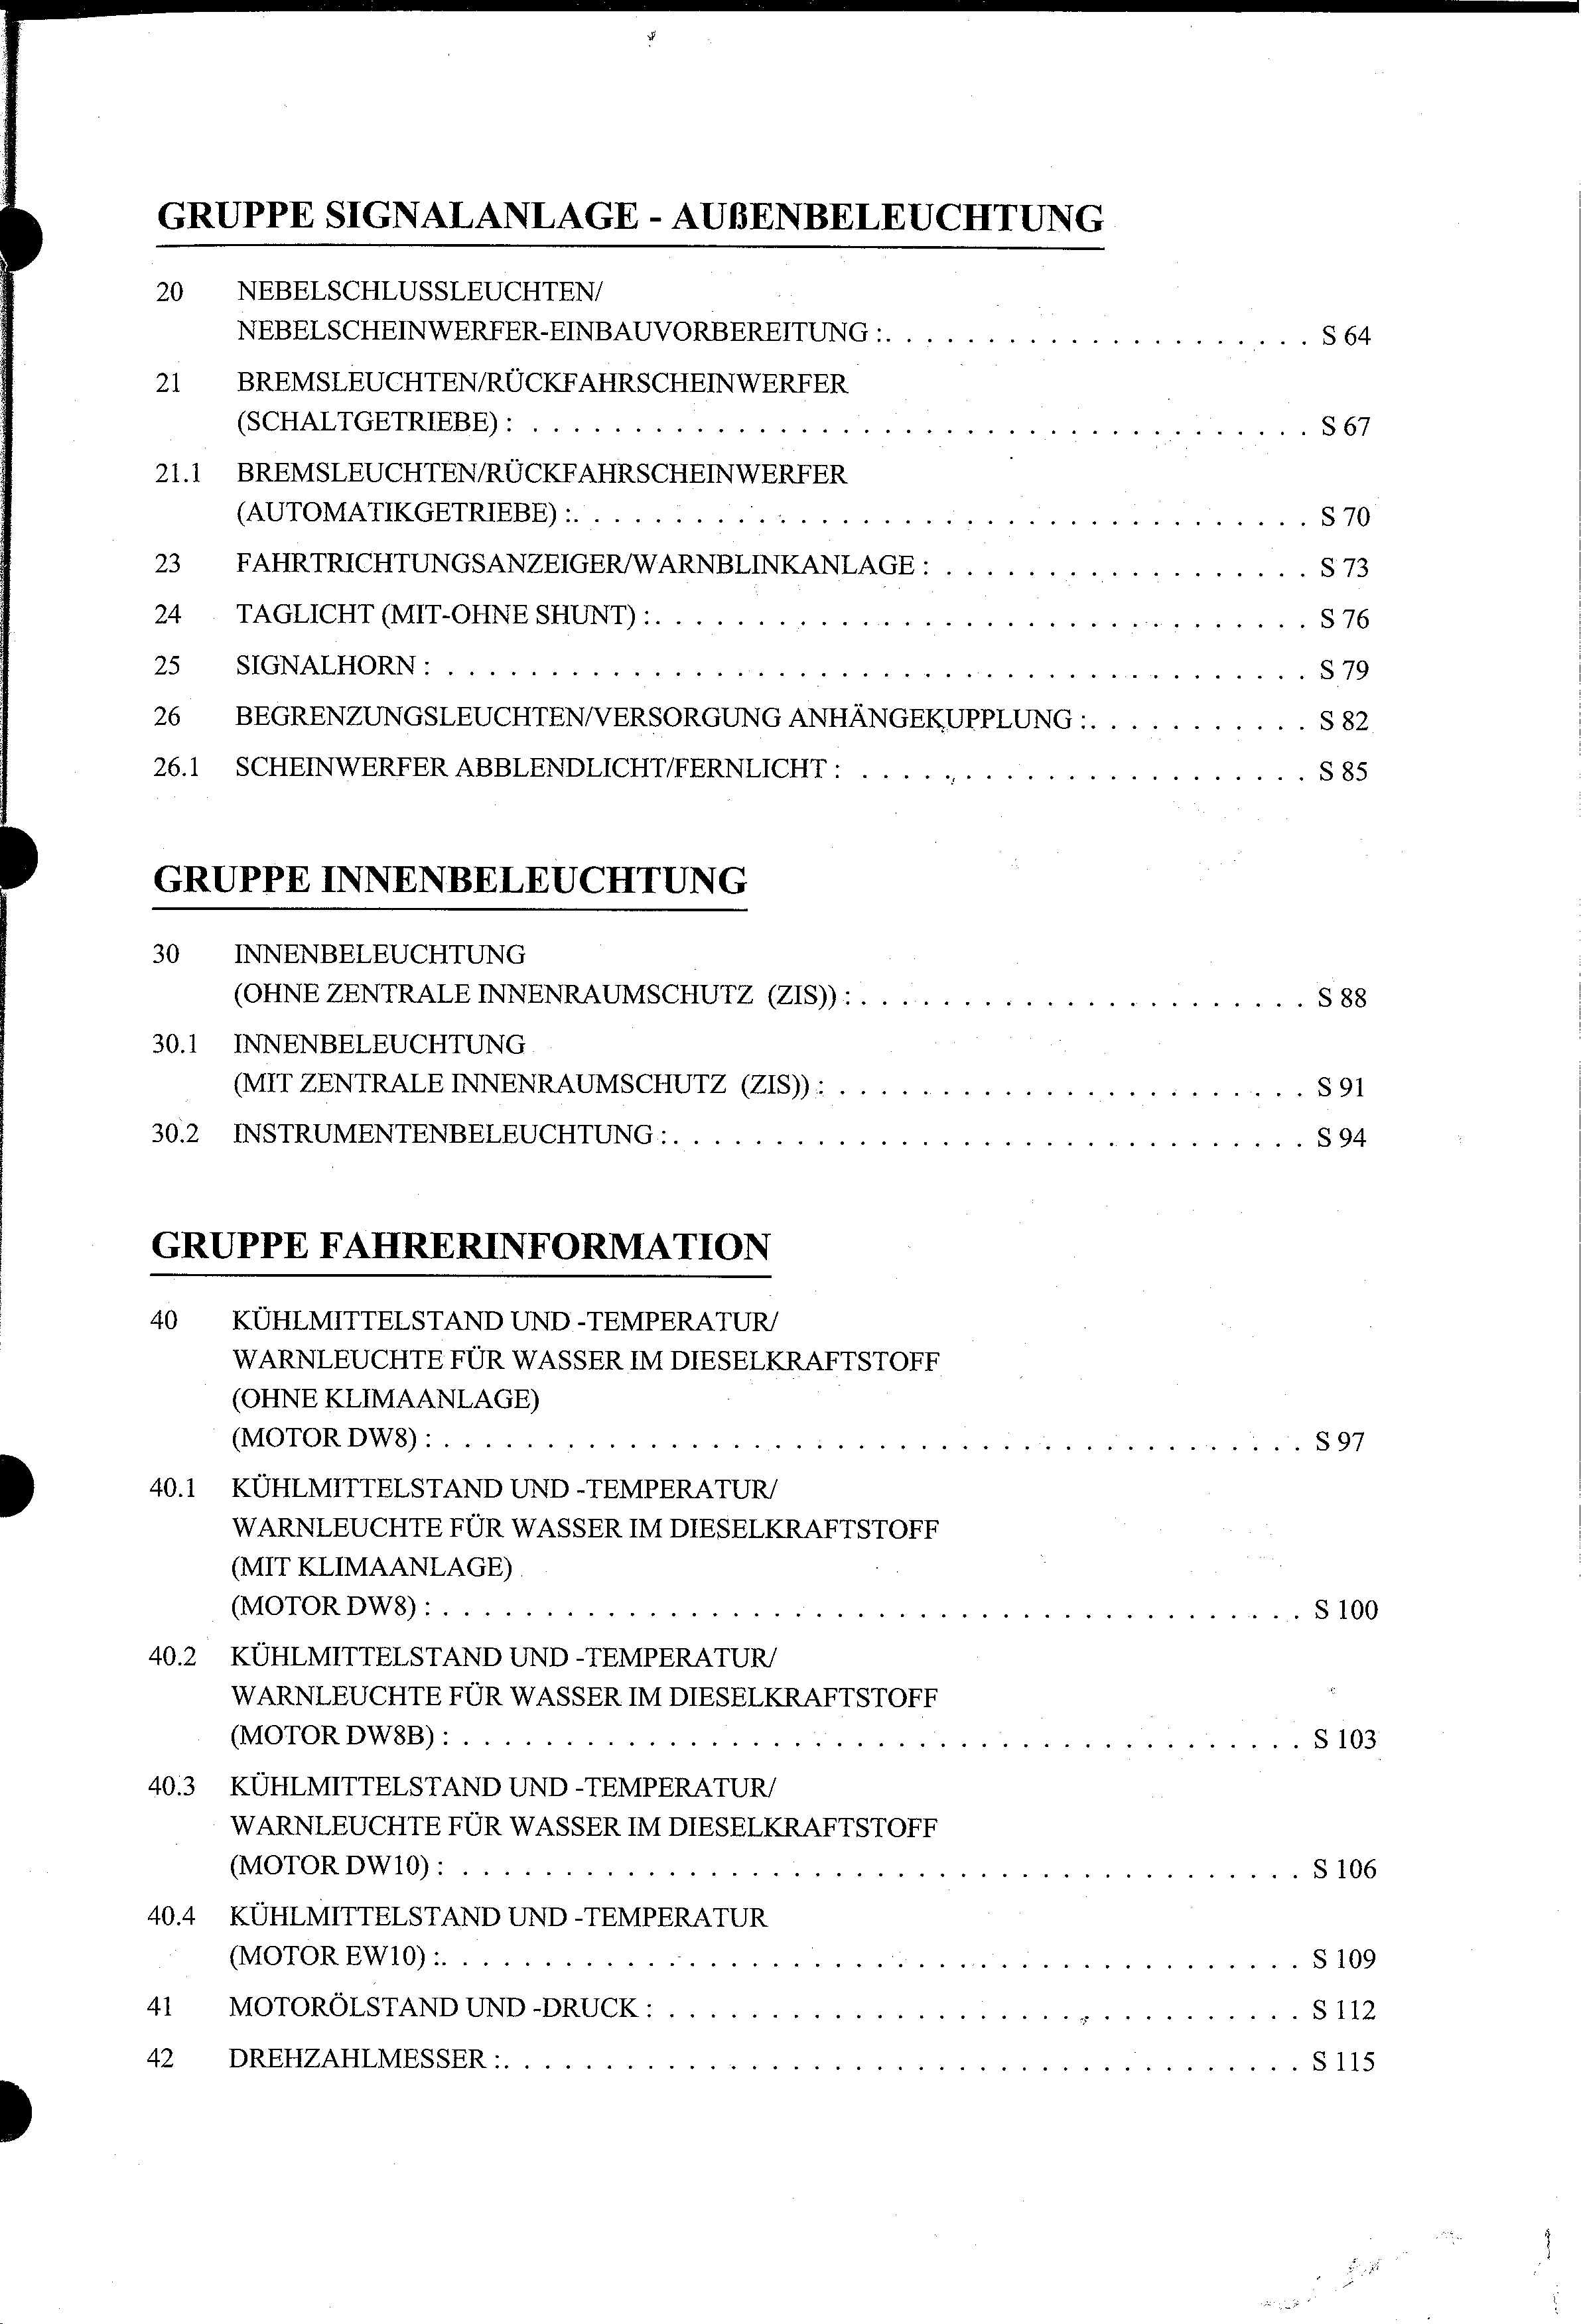 GRUPPE SIGNALANLAGE - AUßENBELEUCHTUNG
20 NEBELSCHLUSSLEUCHTEN/
NEBELSCHEINWERFER-EINBAUVORBEREITUNG :. . . . . . . . . . . . . . . . . . . . . S 64
21 BREMSLEUCHTEN/RÜCKFAHRSCHEINWERFER
(SCHALTGETRIEBE) : . . . . . . . . . . . . . . . . . . . . . . . . . . . . . . . . . . . . . . S 67
21.1 BREMSLEUCHTEN/RÜCKFAHRSCHEINWERFER
(AUTOMATIKGETRIEBE) :. . . . . . . . . . . . . . . . . . . . . . . . . . . . . . . . . . . . S 70
23 FAHRTRICHTUNGSANZEIGER/WARNBLINKANLAGE : . . . . . . . . . . . . . . . . . . S 73
24 TAGLICHT (MIT-OHNE SHUNT) :. . . . . . . . . . . . . . . . . . . . . . . . . . . . . . . . S 76
25 SIGNALHORN : . . . . . . . . . . . . . . . . . . . . . . . . . . . . . . . . . . . . . . . . . . S 79
26 BEGRENZUNGSLEUCHTEN/VERSORGUNG ANHÄNGEKUPPLUNG :. . . . . . . . . . . S 82
26.1 SCHEINWERFER ABBLENDLICHT/FERNLICHT : . . . . . . . . . . . . . . . . . . . . . . S 85
GRUPPE INNENBELEUCHTUNG
30 INNENBELEUCHTUNG
(OHNE ZENTRALE INNENRAUMSCHUTZ (ZIS)) : . . . . . . . . . . . . . . . . . . . . . . S 88
30.1 INNENBELEUCHTUNG
(MIT ZENTRALE INNENRAUMSCHUTZ (ZIS)) : . . . . . . . . . . . . . . . . . . . . . . . S 91
30.2 INSTRUMENTENBELEUCHTUNG :. . . . . . . . . . . . . . . . . . . . . . . . . . . . . . . S 94
GRUPPE FAHRERINFORMATION
40 KÜHLMITTELSTAND UND -TEMPERATUR/
WARNLEUCHTE FÜR WASSER IM DIESELKRAFTSTOFF
(OHNE KLIMAANLAGE)
(MOTOR DW8) : . . . . . . . . . . . . . . . . . . . . . . . . . . . . . . . . . . . . . . . . . . S 97
40.1 KÜHLMITTELSTAND UND -TEMPERATUR/
WARNLEUCHTE FÜR WASSER IM DIESELKRAFTSTOFF
(MIT KLIMAANLAGE)
(MOTOR DW8) : . . . . . . . . . . . . . . . . . . . . . . . . . . . . . . . . . . . . . . . . . . S 100
40.2 KÜHLMITTELSTAND UND -TEMPERATUR/
WARNLEUCHTE FÜR WASSER IM DIESELKRAFTSTOFF
(MOTOR DW8B) : . . . . . . . . . . . . . . . . . . . . . . . . . . . . . . . . . . . . . . . . . S 103
40.3 KÜHLMITTELSTAND UND -TEMPERATUR/
WARNLEUCHTE FÜR WASSER IM DIESELKRAFTSTOFF
(MOTOR DW10) : . . . . . . . . . . . . . . . . . . . . . . . . . . . . . . . . . . . . . . . . . S 106
40.4 KÜHLMITTELSTAND UND -TEMPERATUR
(MOTOR EW10) :. . . . . . . . . . . . . . . . . . . . . . . . . . . . . . . . . . . . . . . . . . S 109
41 MOTORÖLSTAND UND -DRUCK : . . . . . . . . . . . . . . . . . . . . . . . . . . . . . . . S 112
42 DREHZAHLMESSER :. . . . . . . . . . . . . . . . . . . . . . . . . . . . . . . . . . . . . . . S 115